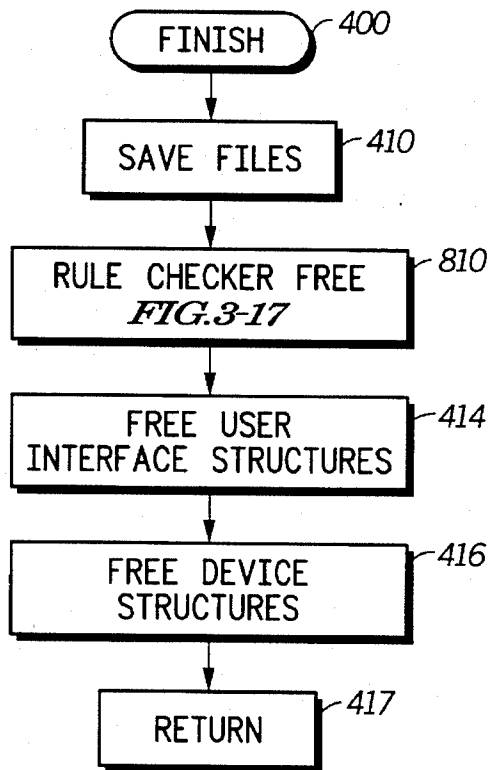 FINISH
400
SAVE FILES
410
RULE CHECKER FREE
810
FIG.3-17
FREE USER
INTERFACE STRUCTURES
414
FREE DEVICE
STRUCTURES
416
RETURN
417